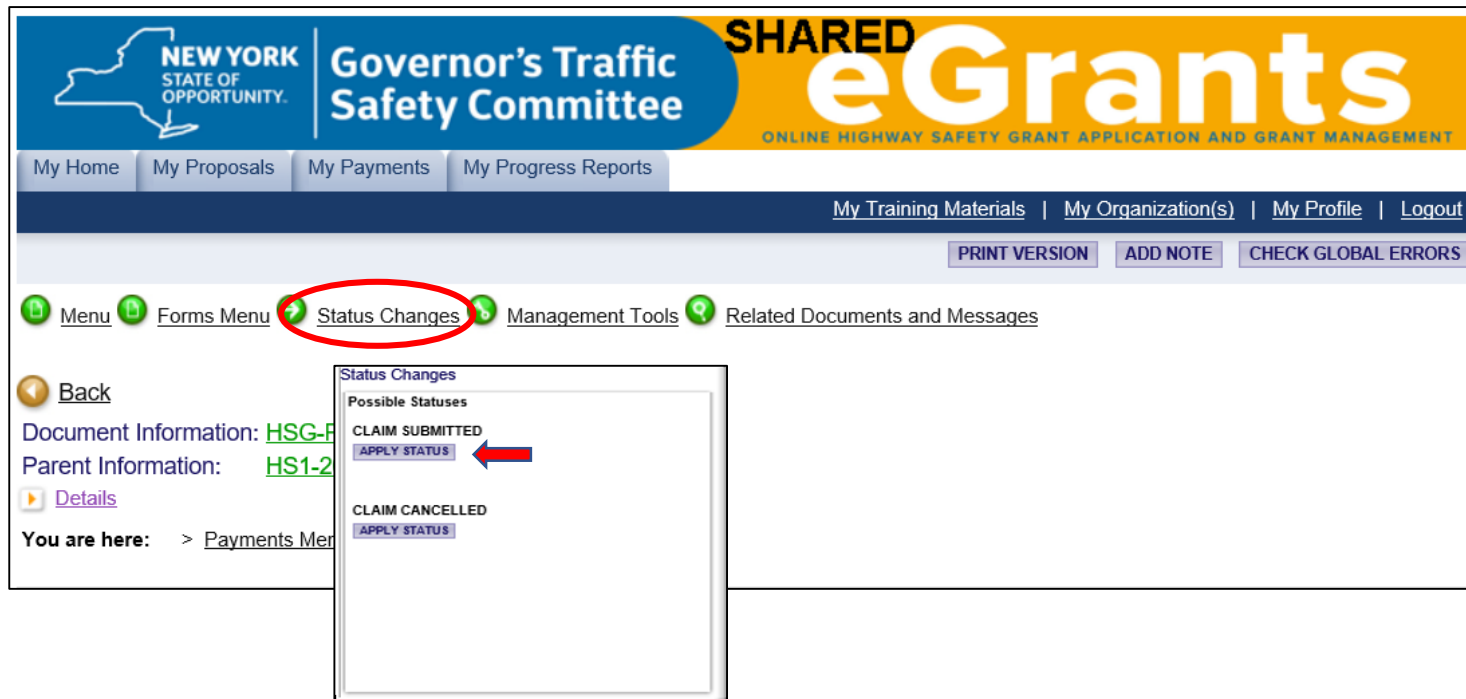 NEW YORK
STATE OF
OPPORTUNITY.
Governor's Traffic
Safety Committee
SHARED
eGrants
ONLINE HIGHWAY SAFETY GRANT APPLICATION AND GRANT MANAGEMENT
My Home My Proposals My Payments My Progress Reports
My Training Materials | My Organization(s) | My Profile | Logout
PRINT VERSION ADD NOTE CHECK GLOBAL ERRORS
Menu Forms Menu Status Changes Management Tools Related Documents and Messages
Back
Document Information: HSG-
Parent Information: HS1-2
Details
You are here: > Payments
Status Changes
Possible Statuses
CLAIM SUBMITTED
APPLY STATUS
CLAIM CANCELLED
APPLY STATUS